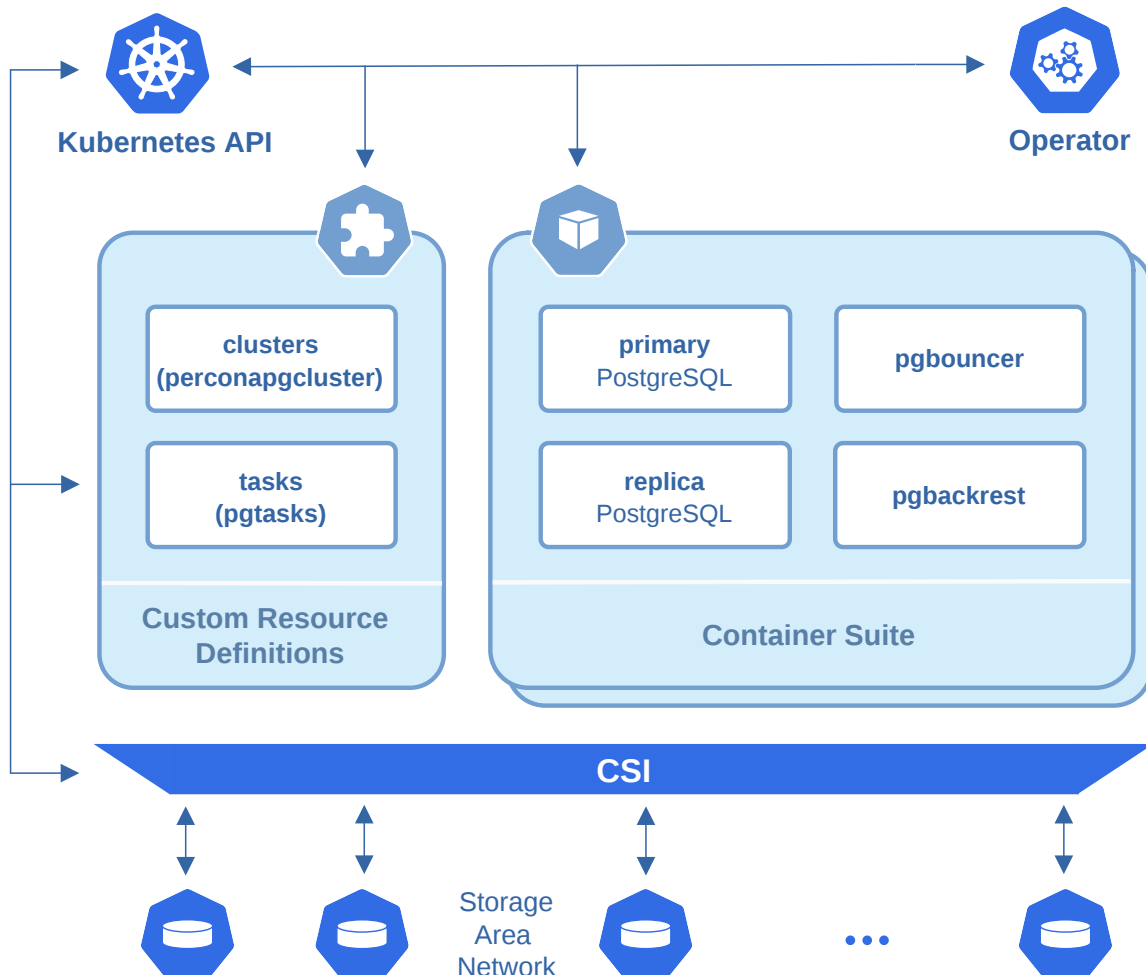 Kubernetes API
Operator
clusters
(perconapgcluster)
tasks
(pgtasks)
Custom Resource
Definitions
primary
PostgreSQL
pgbouncer
replica
PostgreSQL
pgbackrest
Container Suite
CSI
Storage
Area
Network
...